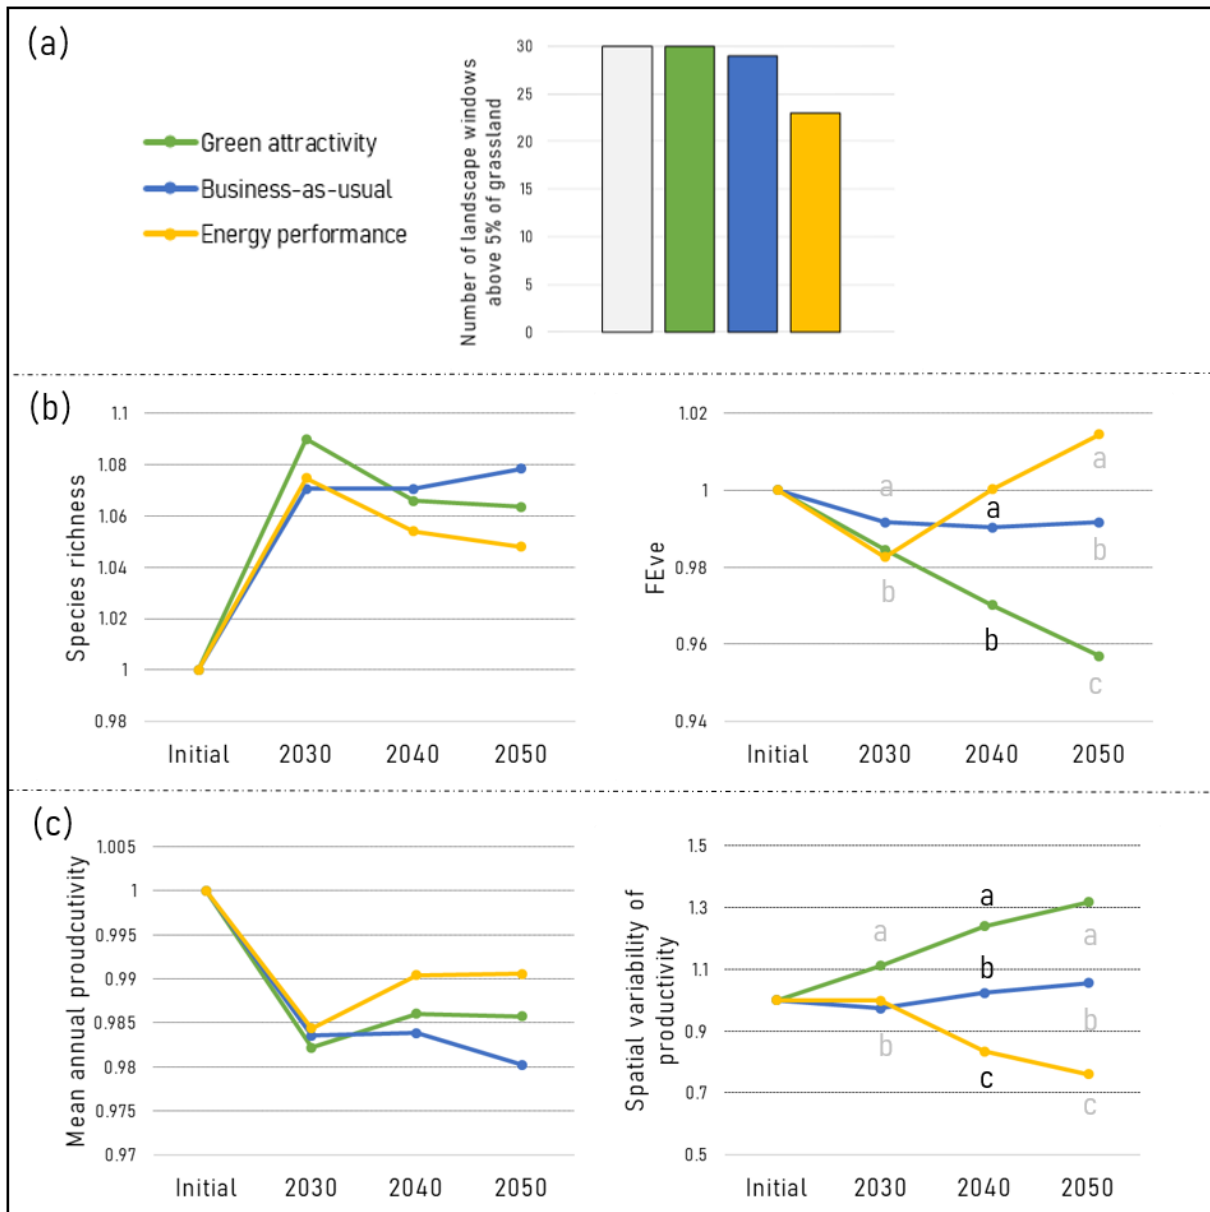 (a)
Green attractivity
Business-as-usual
Energy performance
Number of landscape windows
above 5% of grassland
30
25
20
15
10
5
0
(b)
Species richness
1.1
1.08
1.06
1.04
1.02
1
0.98
Initial 2030 2040 2050
FEve
1.02
1
0.98
0.96
0.94
a
b
a
b
a
b
c
Initial 2030 2040 2050
(c)
Mean annual proudcutivity
1.005
1
0.995
0.99
0.985
0.98
0.975
0.97
Initial 2030 2040 2050
Spatial variability of
productivity
1.5
1.3
1.1
0.9
0.7
0.5
a
b
a
b
c
a
b
c
Initial 2030 2040 2050